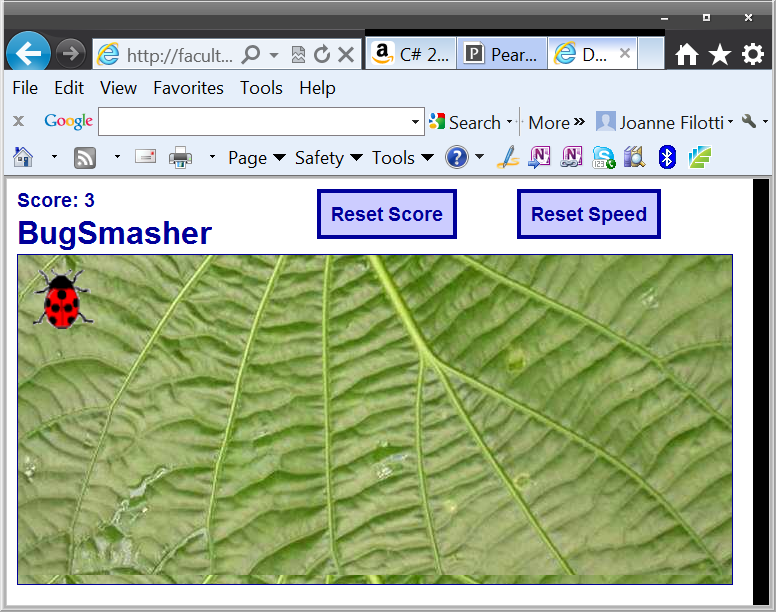 http://facult... C# 2... Pear... D...
File Edit View Favorites Tools Help
Google Search More » Joanne Filotti
Page Safety Tools
Score: 3
BugSmasher
Reset Score
Reset Speed